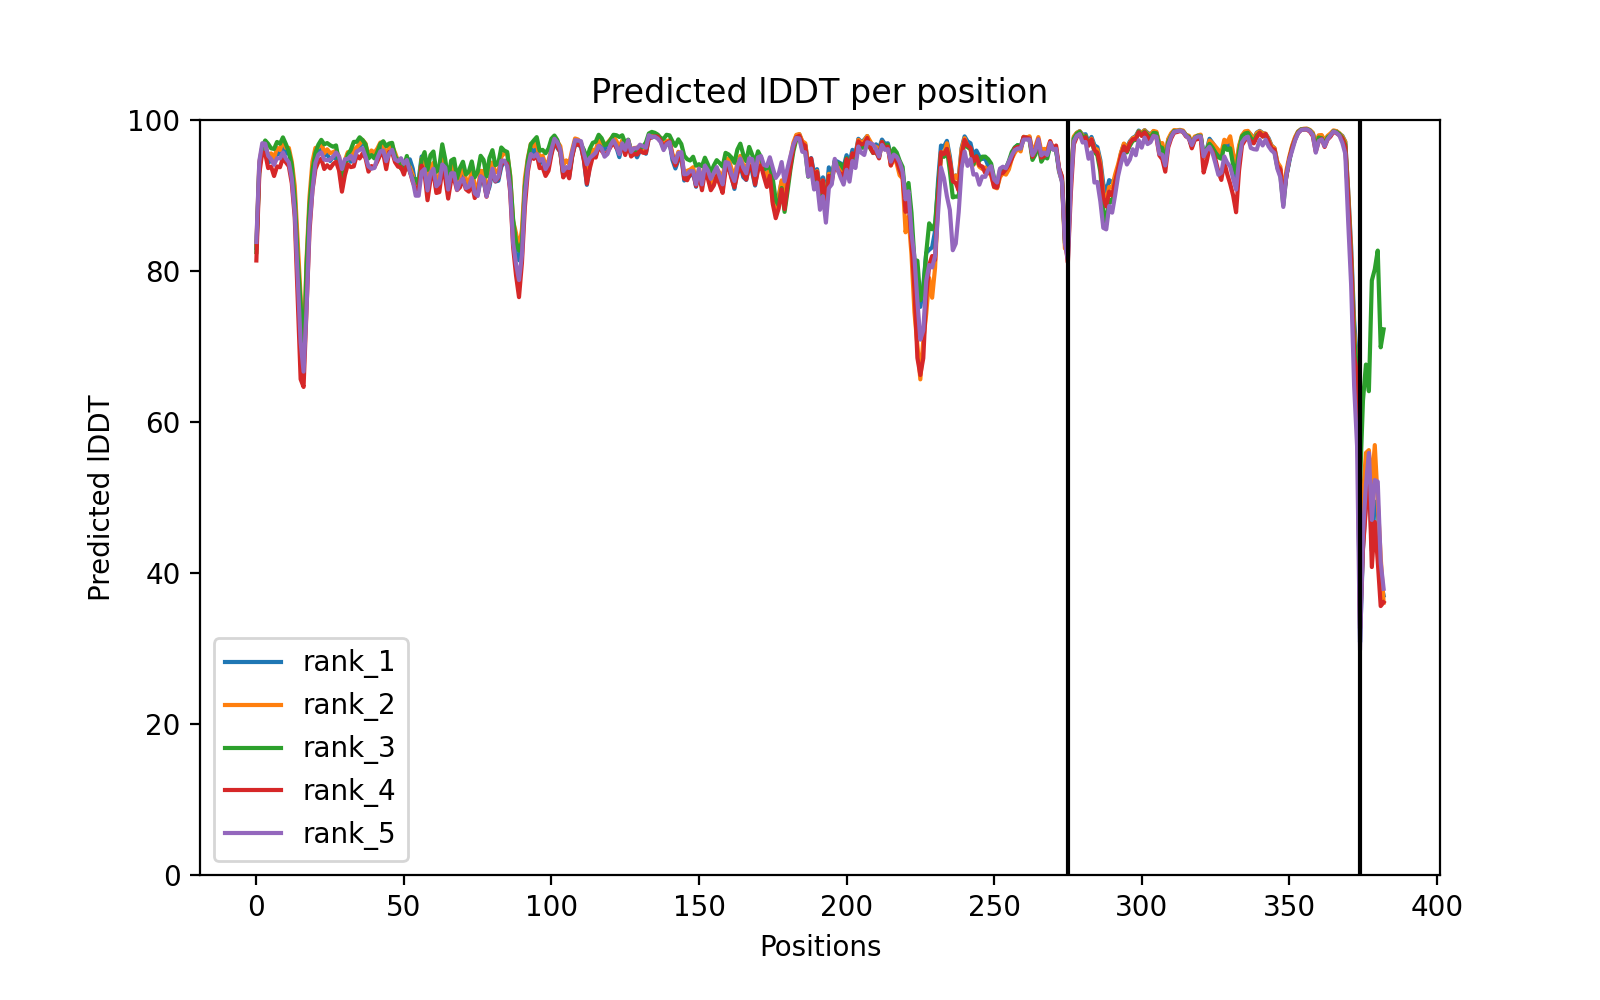 Predicted lDDT per position
100
80
60
40
20
0
Predicted lDDT
rank_1
rank_2
rank_3
rank_4
rank_5
0 50 100 150 200 250 300 350 400
Positions